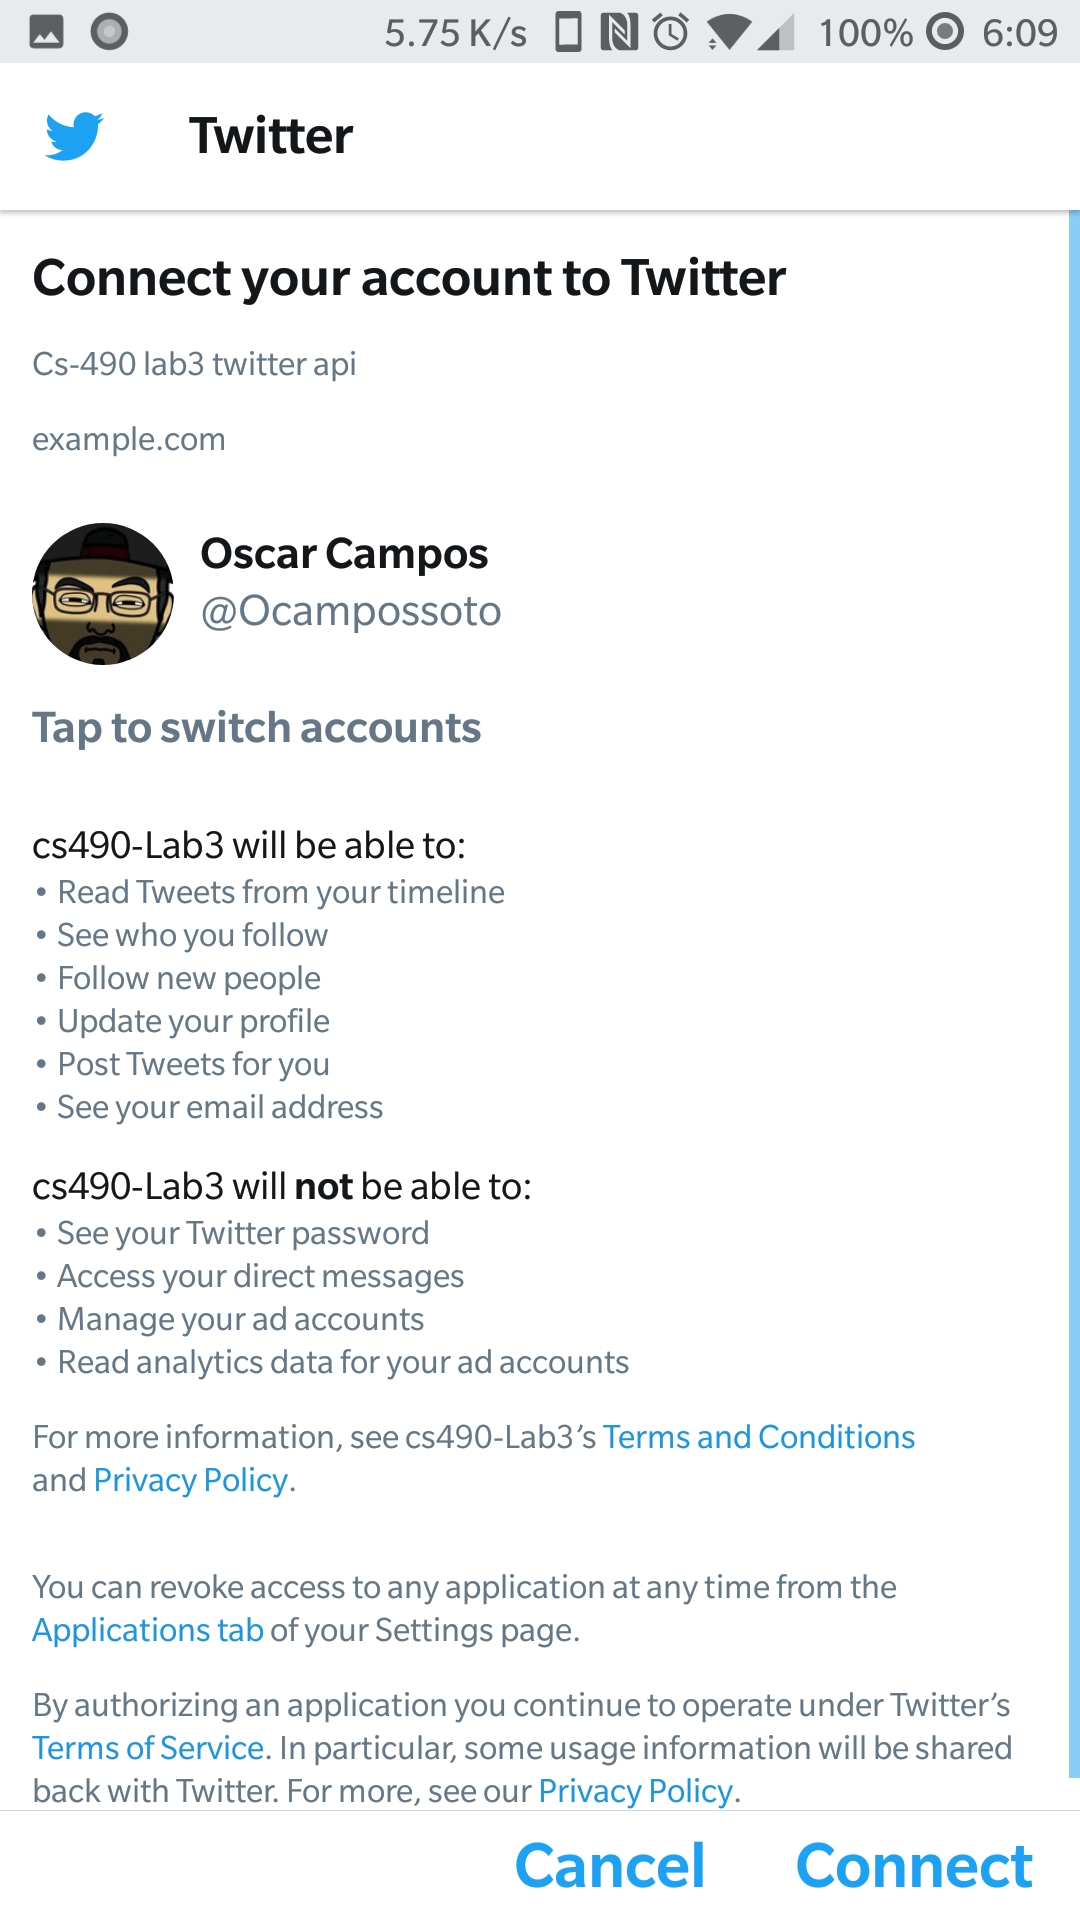 5.75 K/s 100% 6:09
Twitter
Connect your account to Twitter
Cs-490 lab3 twitter api
example.com
Oscar Campos
@Ocampossoto
Tap to switch accounts
cs490-Lab3 will be able to:
• Read Tweets from your timeline
• See who you follow
• Follow new people
• Update your profile
• Post Tweets for you
• See your email address
cs490-Lab3 will not be able to:
• See your Twitter password
• Access your direct messages
• Manage your ad accounts
• Read analytics data for your ad accounts
For more information, see cs490-Lab3’s Terms and Conditions
and Privacy Policy.
You can revoke access to any application at any time from the
Applications tab of your Settings page.
By authorizing an application you continue to operate under Twitter’s
Terms of Service. In particular, some usage information will be shared
back with Twitter. For more, see our Privacy Policy.
Cancel Connect